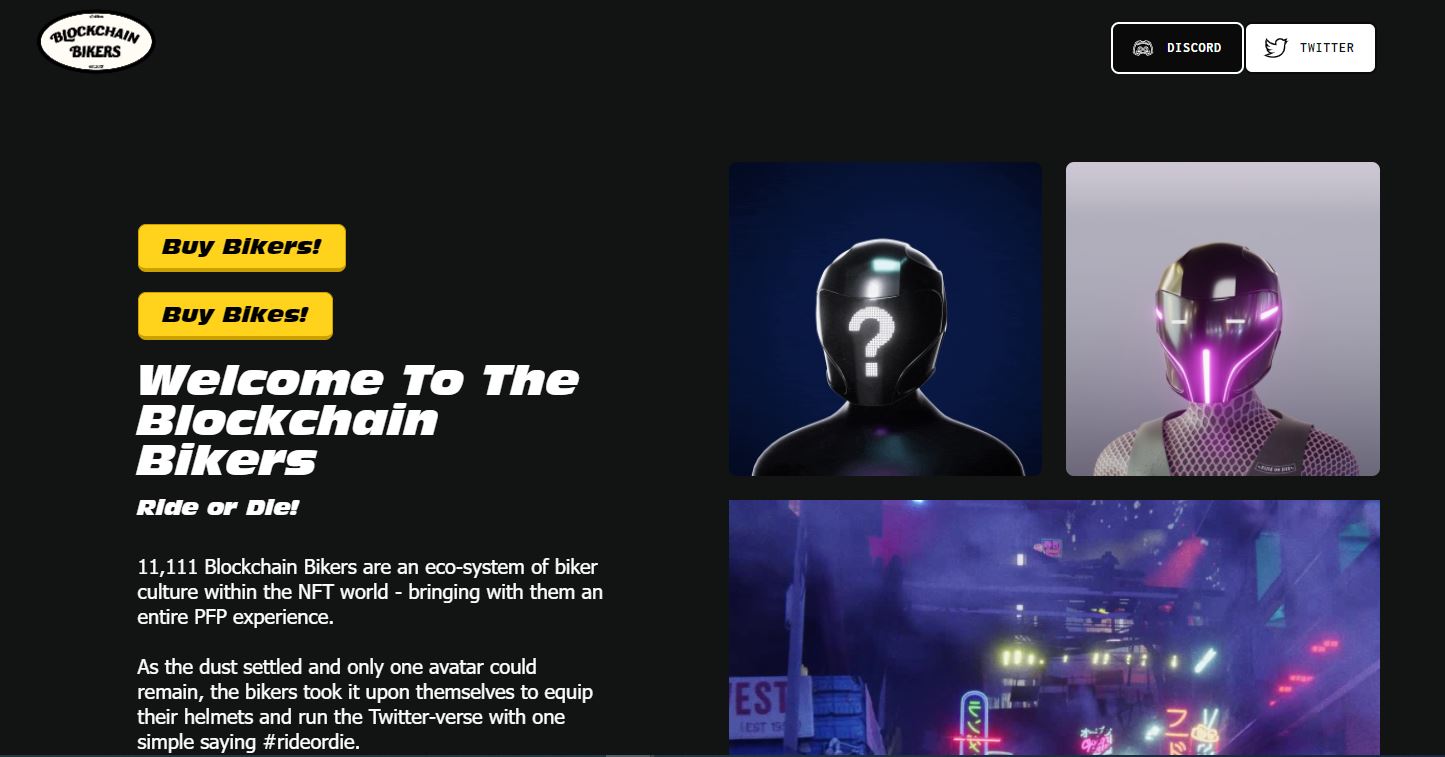 BLOCKCHAIN
BIKERS
DISCORD
TWITTER
Buy Bikers!
Buy Bikes!
Welcome To The
Blockchain
Bikers
Ride or Die!
11,111 Blockchain Bikers are an eco-system of biker
culture within the NFT world - bringing with them an
entire PFP experience.
As the dust settled and only one avatar could
remain, the bikers took it upon themselves to equip
their helmets and run the Twitter-verse with one
simple saying #rideordie.
?
RIDE OR DIE